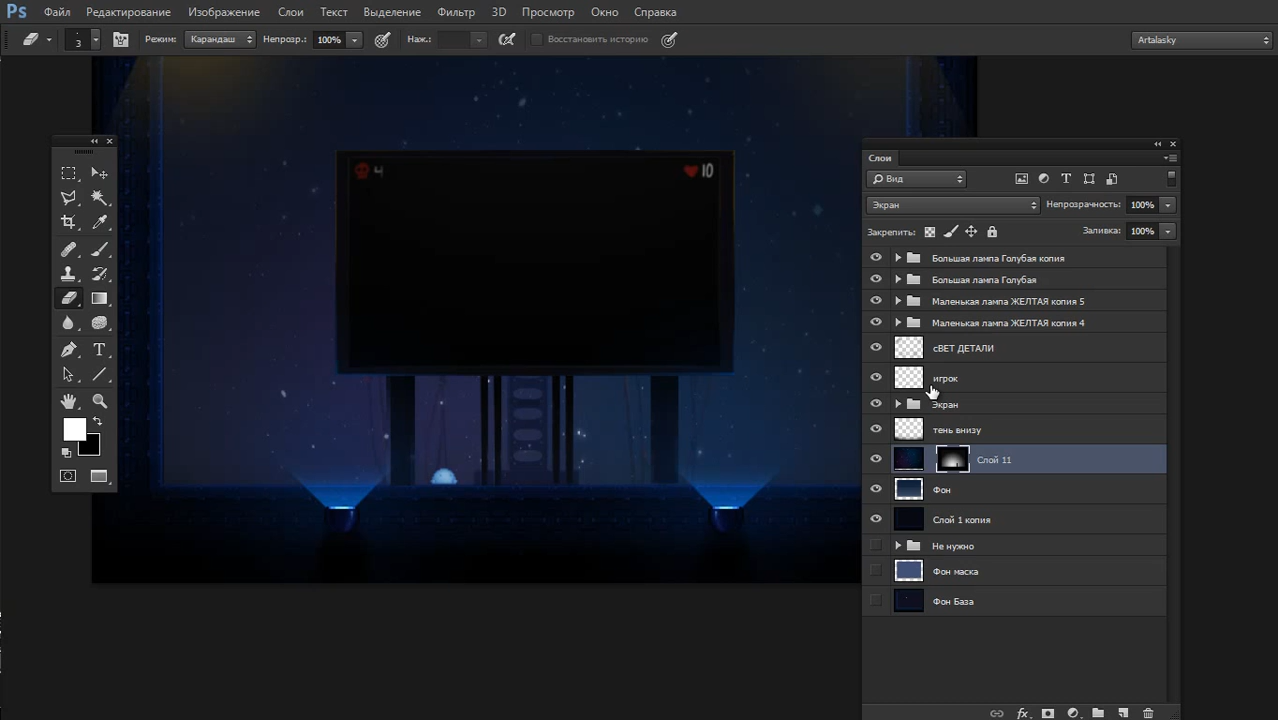 Ps Файл Редактирование Изображение Слои Текст Выделение Фильтр 3D Просмотр Окно Справка
3 Режим: Карандаш Непрозр.: 100% Наж.: Восстановить историю Artalasky
4 10
Слои
Вид
Экран Непрозрачность: 100%
Закрепить: Заливка: 100%
Большая лампа Голубая копия
Большая лампа Голубая
Маленькая лампа ЖЕЛТАЯ копия 5
Маленькая лампа ЖЕЛТАЯ копия 4
сВЕТ ДЕТАЛИ
игрок
Экран
тень внизу
Слой 11
Фон
Слой 1 копия
Не нужно
Фон маска
Фон База
fx